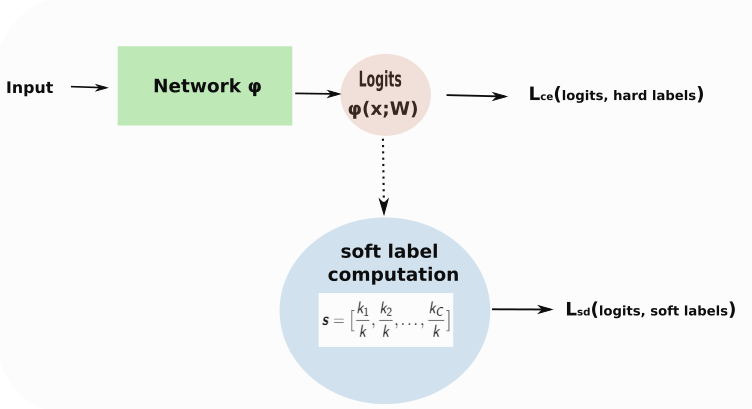 Input
Network φ
Logits
φ(x;W)
Lce(logits, hard labels)
soft label
computation
s = [k1/k, k2/k, ..., kC/k]
Lsd(logits, soft labels)